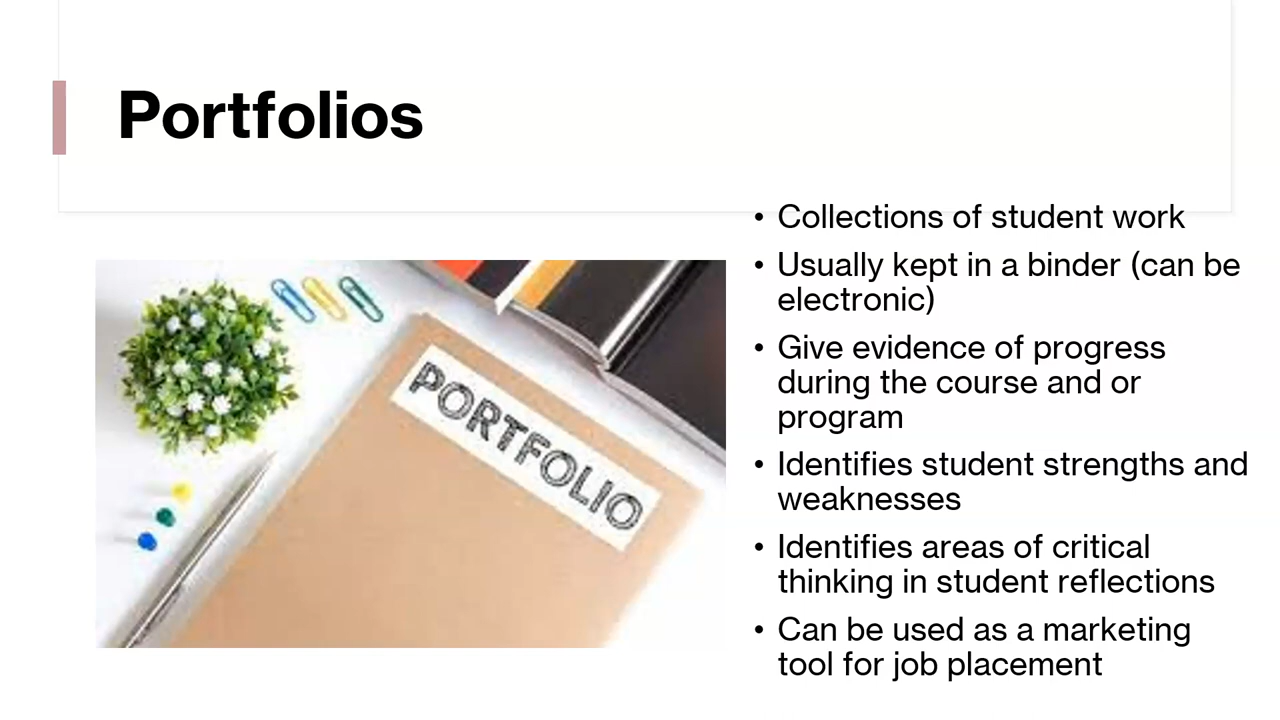 Portfolios
PORTFOLIO
• Collections of student work
• Usually kept in a binder (can be
electronic)
• Give evidence of progress
during the course and or
program
• Identifies student strengths and
weaknesses
• Identifies areas of critical
thinking in student reflections
• Can be used as a marketing
tool for job placement